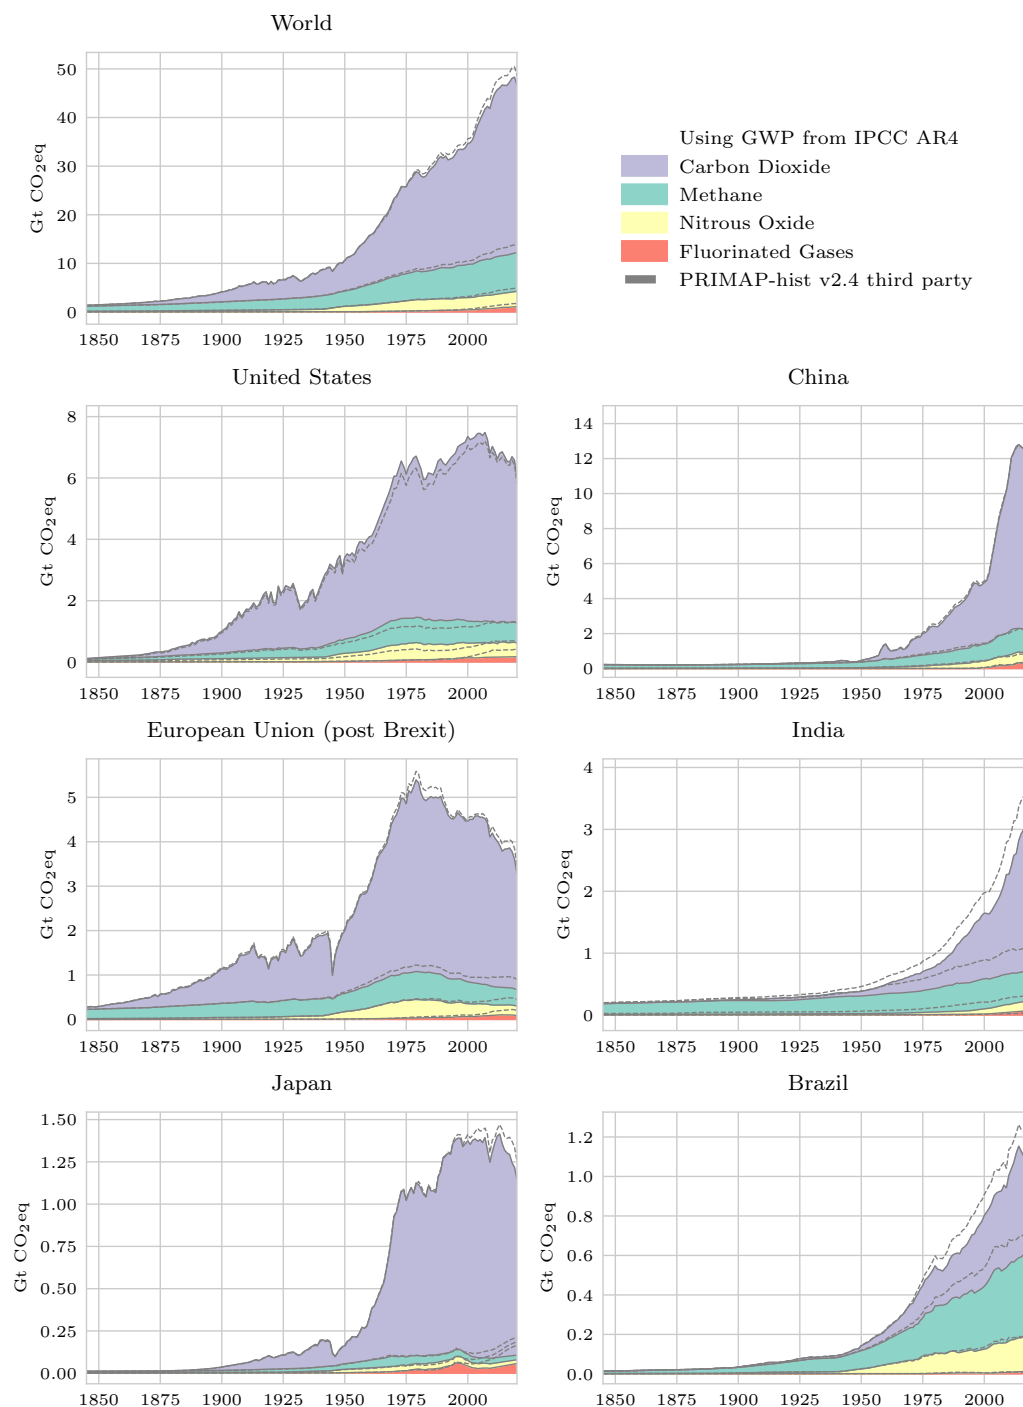 World
Gt CO₂eq
50
40
30
20
10
0
1850 1875 1900 1925 1950 1975 2000
Using GWP from IPCC AR4
Carbon Dioxide
Methane
Nitrous Oxide
Fluorinated Gases
PRIMAP-hist v2.4 third party
United States
Gt CO₂eq
8
6
4
2
0
1850 1875 1900 1925 1950 1975 2000
China
Gt CO₂eq
14
12
10
8
6
4
2
0
1850 1875 1900 1925 1950 1975 2000
European Union (post Brexit)
Gt CO₂eq
5
4
3
2
1
0
1850 1875 1900 1925 1950 1975 2000
India
Gt CO₂eq
4
3
2
1
0
1850 1875 1900 1925 1950 1975 2000
Japan
Gt CO₂eq
1.50
1.25
1.00
0.75
0.50
0.25
0.00
1850 1875 1900 1925 1950 1975 2000
Brazil
Gt CO₂eq
1.2
1.0
0.8
0.6
0.4
0.2
0.0
1850 1875 1900 1925 1950 1975 2000